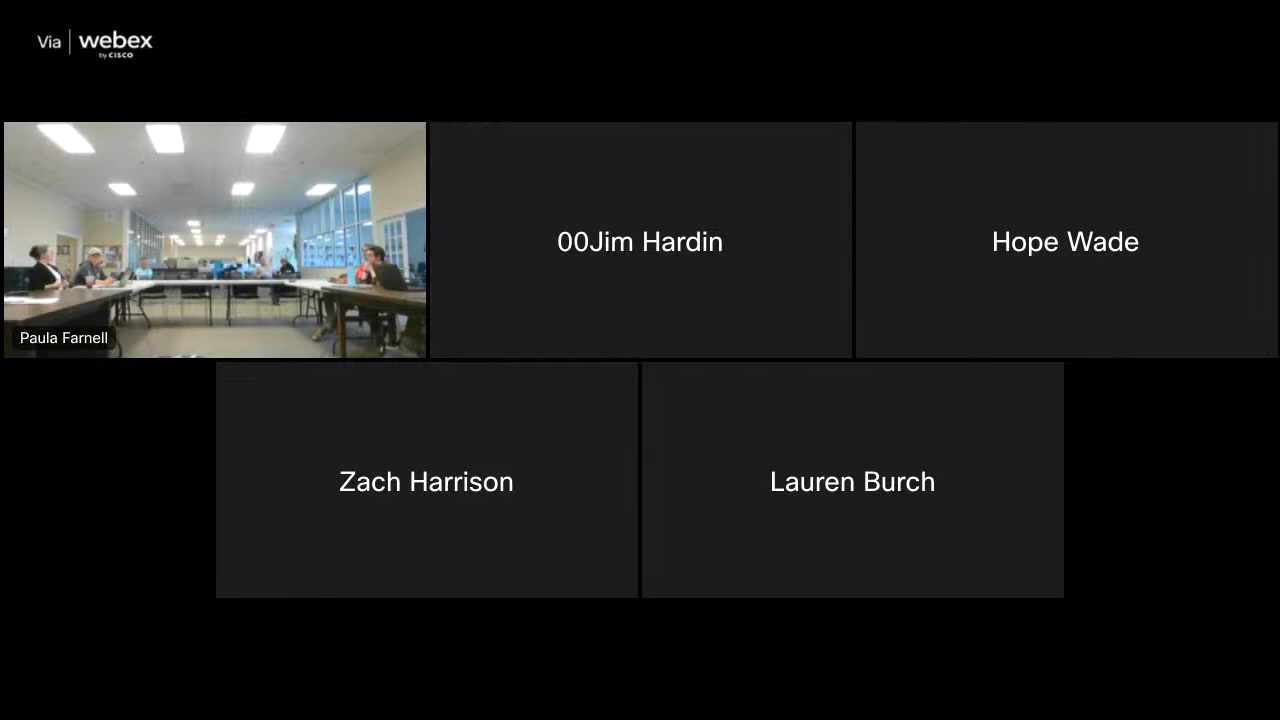 Via | webex
by CISCO
00Jim Hardin
Hope Wade
Paula Farnell
Zach Harrison
Lauren Burch